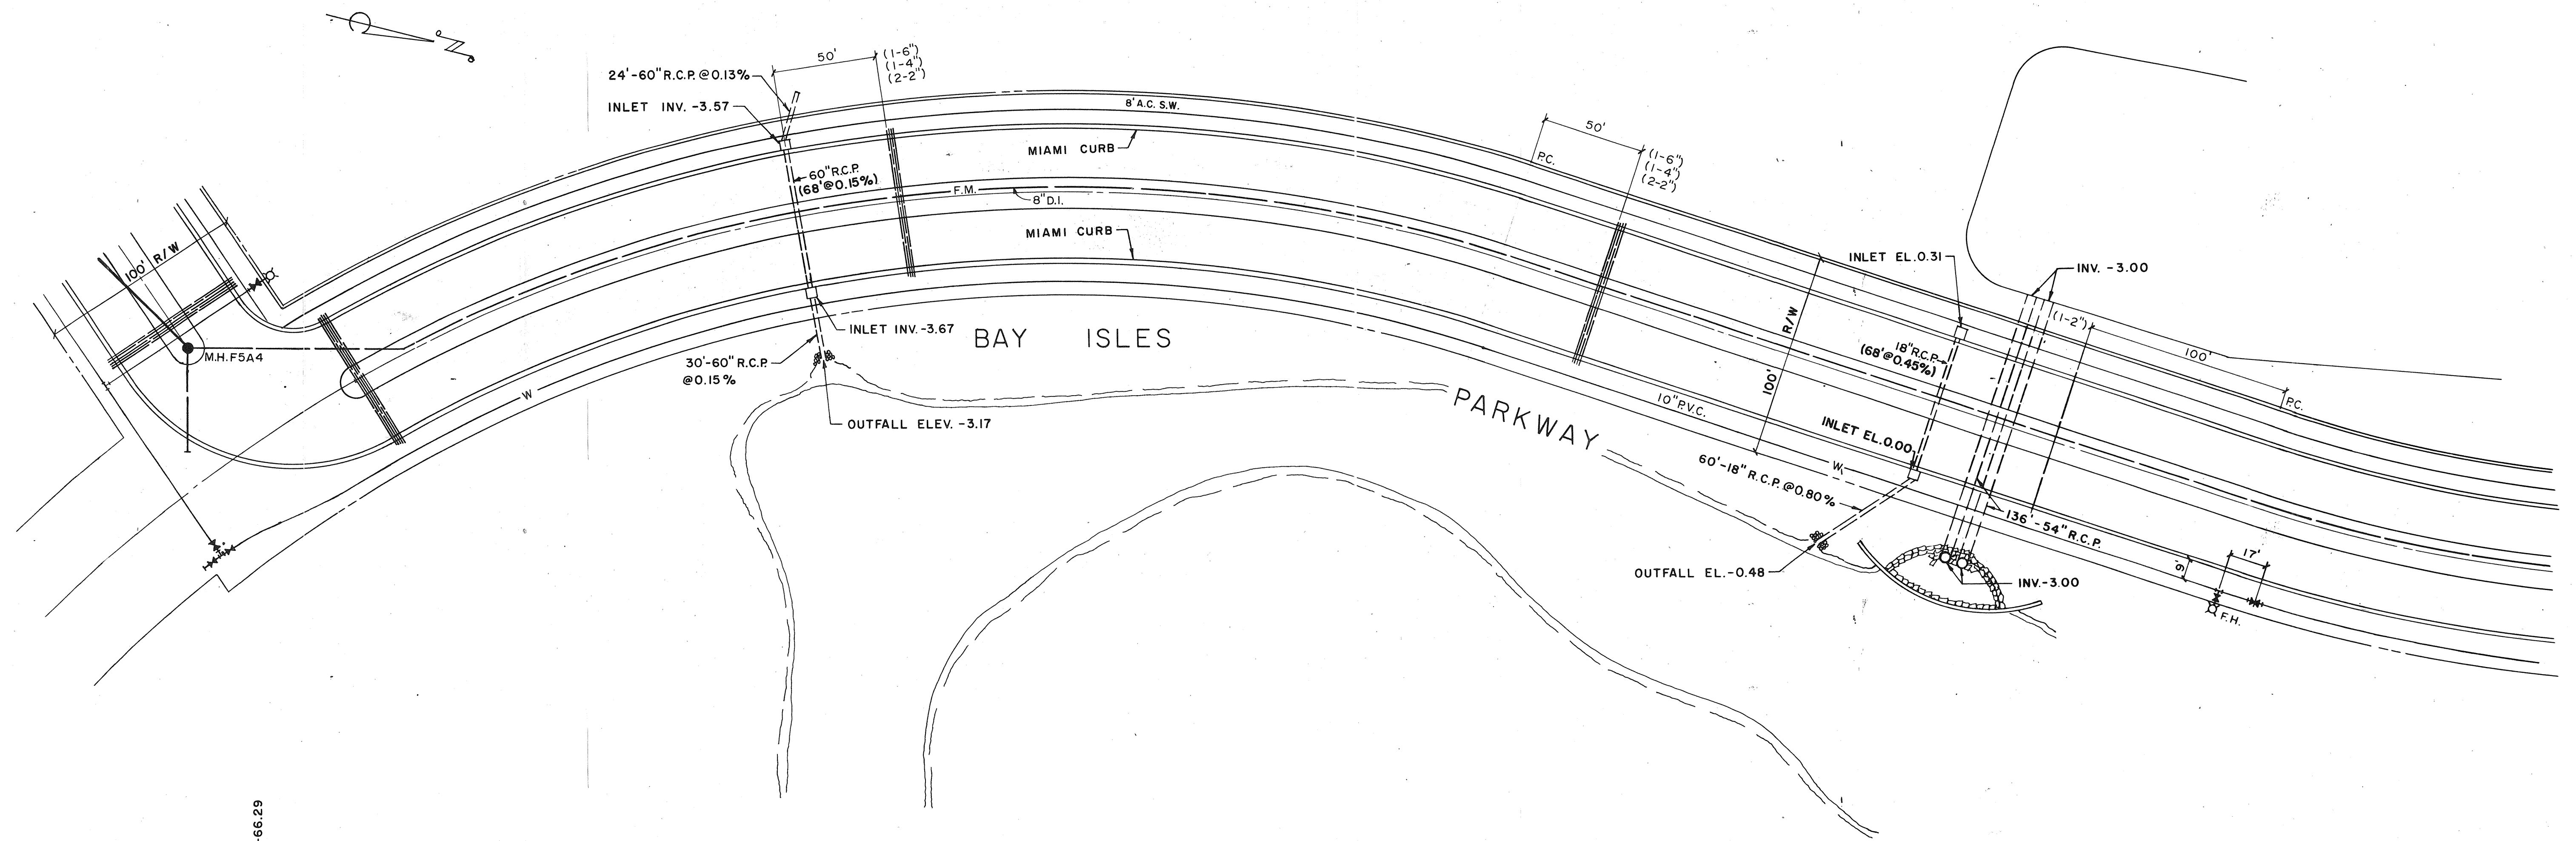 N
50'
(1-6")
(1-4")
(2-2")
24'-60" R.C.P. @ 0.13%
INLET INV. -3.57
8' A.C. S.W.
MIAMI CURB
60" R.C.P.
(68' @ 0.15%)
F.M.
8" D.I.
MIAMI CURB
100' R/W
M.H. F5A4
INLET INV. -3.67
30'-60" R.C.P.
@ 0.15%
OUTFALL ELEV. -3.17
W
BAY ISLES
PARKWAY
50'
P.C.
(1-6")
(1-4")
(2-2")
INLET EL. 0.31
INV. -3.00
(1-2")
R/W
100'
18" R.C.P.
(68' @ 0.45%)
100'
P.C.
10" P.V.C.
INLET EL. 0.00
W
60'-18" R.C.P. @ 0.80%
136'-54" R.C.P.
OUTFALL EL. -0.48
INV. -3.00
9'
17'
F.H.
-66.29